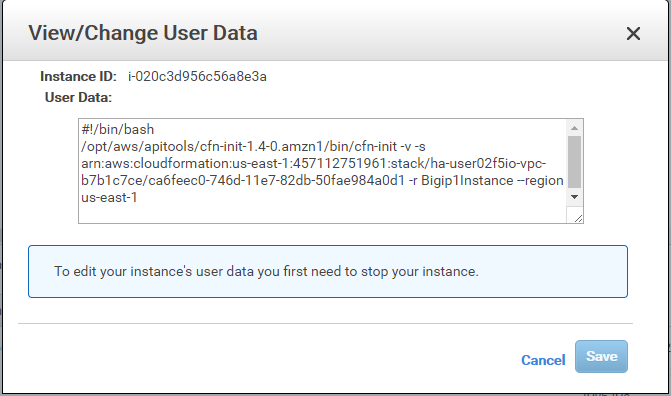 View/Change User Data
Instance ID: i-020c3d956c56a8e3a
User Data:
#!/bin/bash
/opt/aws/apitools/cfn-init-1.4-0.amzn1/bin/cfn-init -v -s
arn:aws:cloudformation:us-east-1:457112751961:stack/ha-user02f5io-vpc-
b7b1c7ce/ca6feec0-746d-11e7-82db-50fae984a0d1 -r Bigip1Instance --region
us-east-1
To edit your instance's user data you first need to stop your instance.
Cancel Save